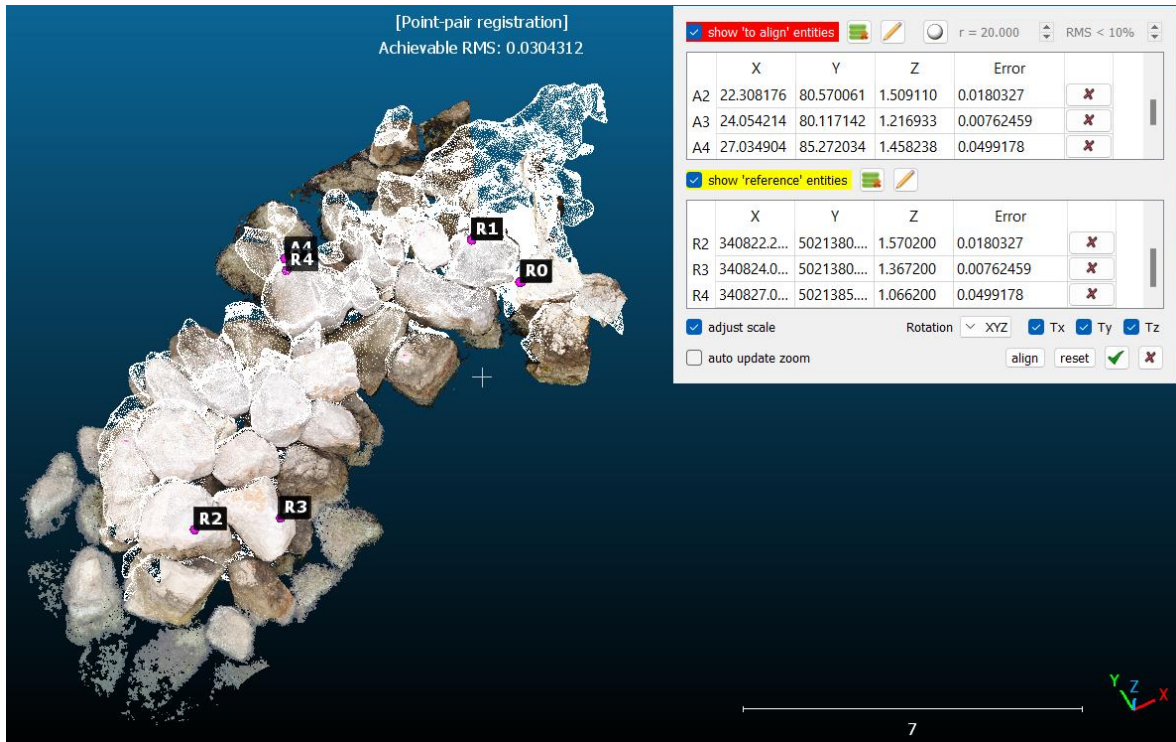 [Point-pair registration]
Achievable RMS: 0.0304312
show 'to align' entities r = 20.000 RMS < 10%
X Y Z Error
A2 22.308176 80.570061 1.509110 0.0180327
A3 24.054214 80.117142 1.216933 0.00762459
A4 27.034904 85.272034 1.458238 0.0499178
show 'reference' entities
X Y Z Error
R2 340822.2... 5021380.... 1.570200 0.0180327
R3 340824.0... 5021380.... 1.367200 0.00762459
R4 340827.0... 5021385.... 1.066200 0.0499178
adjust scale Rotation XYZ Tx Ty Tz
auto update zoom align reset
R1
A4
R4
R0
R3
R2
Y Z X
7